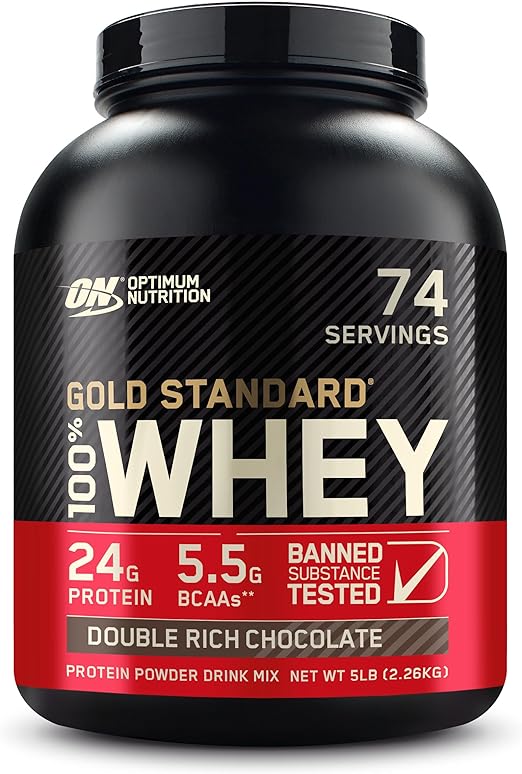 ON® OPTIMUM
NUTRITION
74
SERVINGS
GOLD STANDARD®
100% WHEY
24G
PROTEIN
5.5G
BCAAs**
BANNED
SUBSTANCE
TESTED
DOUBLE RICH CHOCOLATE
PROTEIN POWDER DRINK MIX NET WT 5LB (2.26KG)